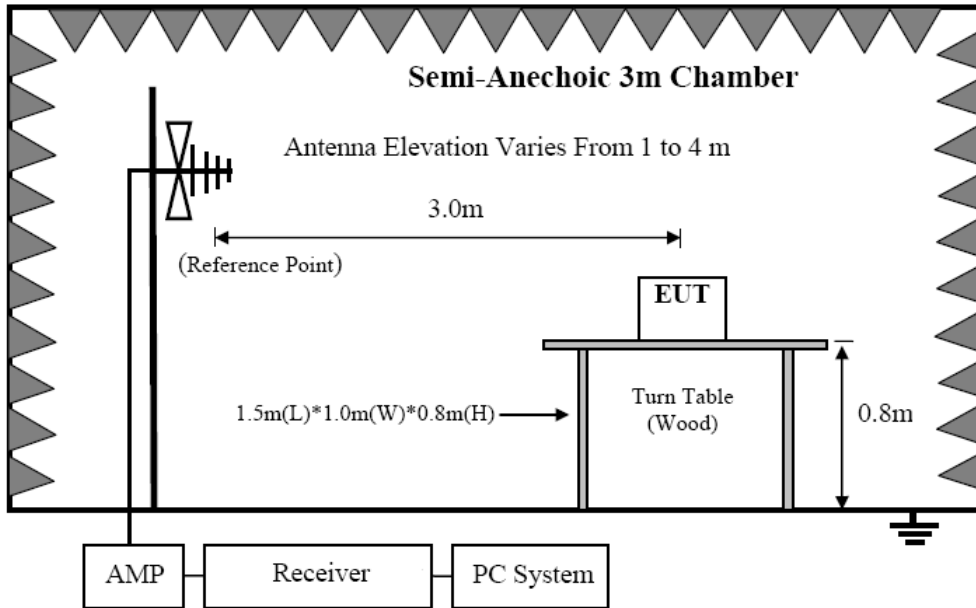 Semi-Anechoic 3m Chamber
Antenna Elevation Varies From 1 to 4 m
3.0m
(Reference Point)
EUT
1.5m(L)*1.0m(W)*0.8m(H)
Turn Table
(Wood)
0.8m
AMP
Receiver
PC System